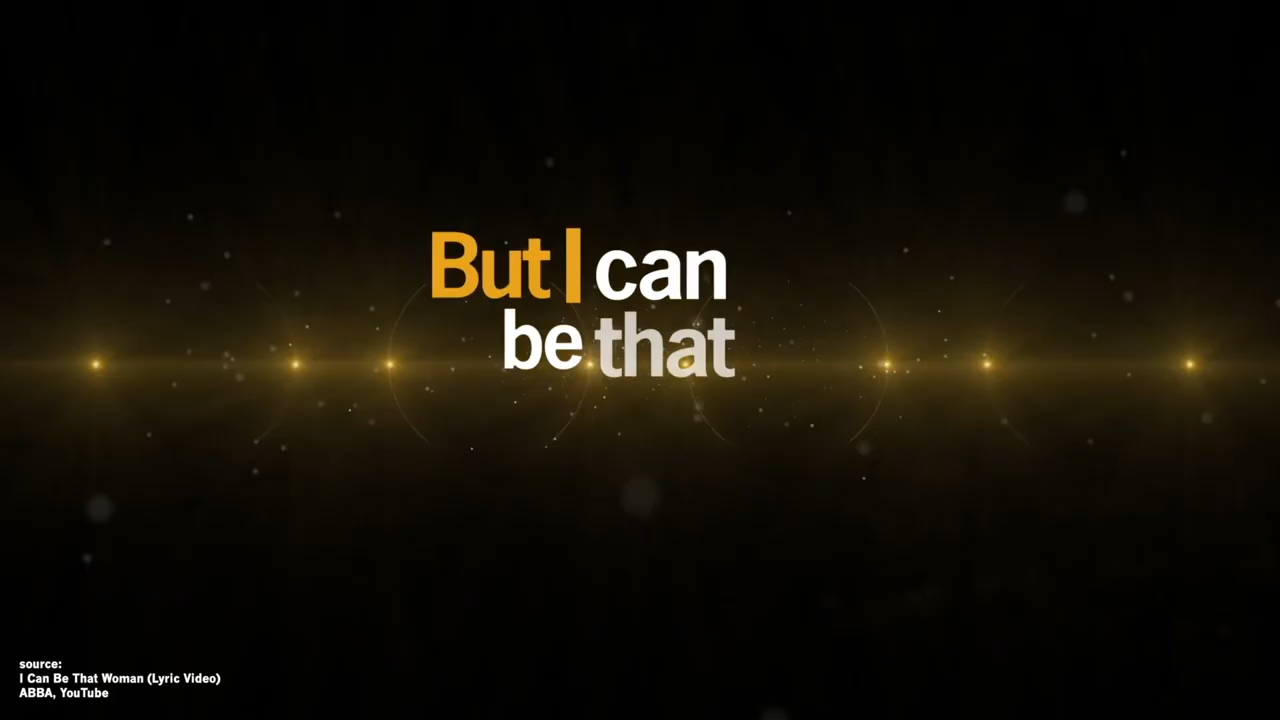 But I can
be that
source:
I Can Be That Woman (Lyric Video)
ABBA, YouTube